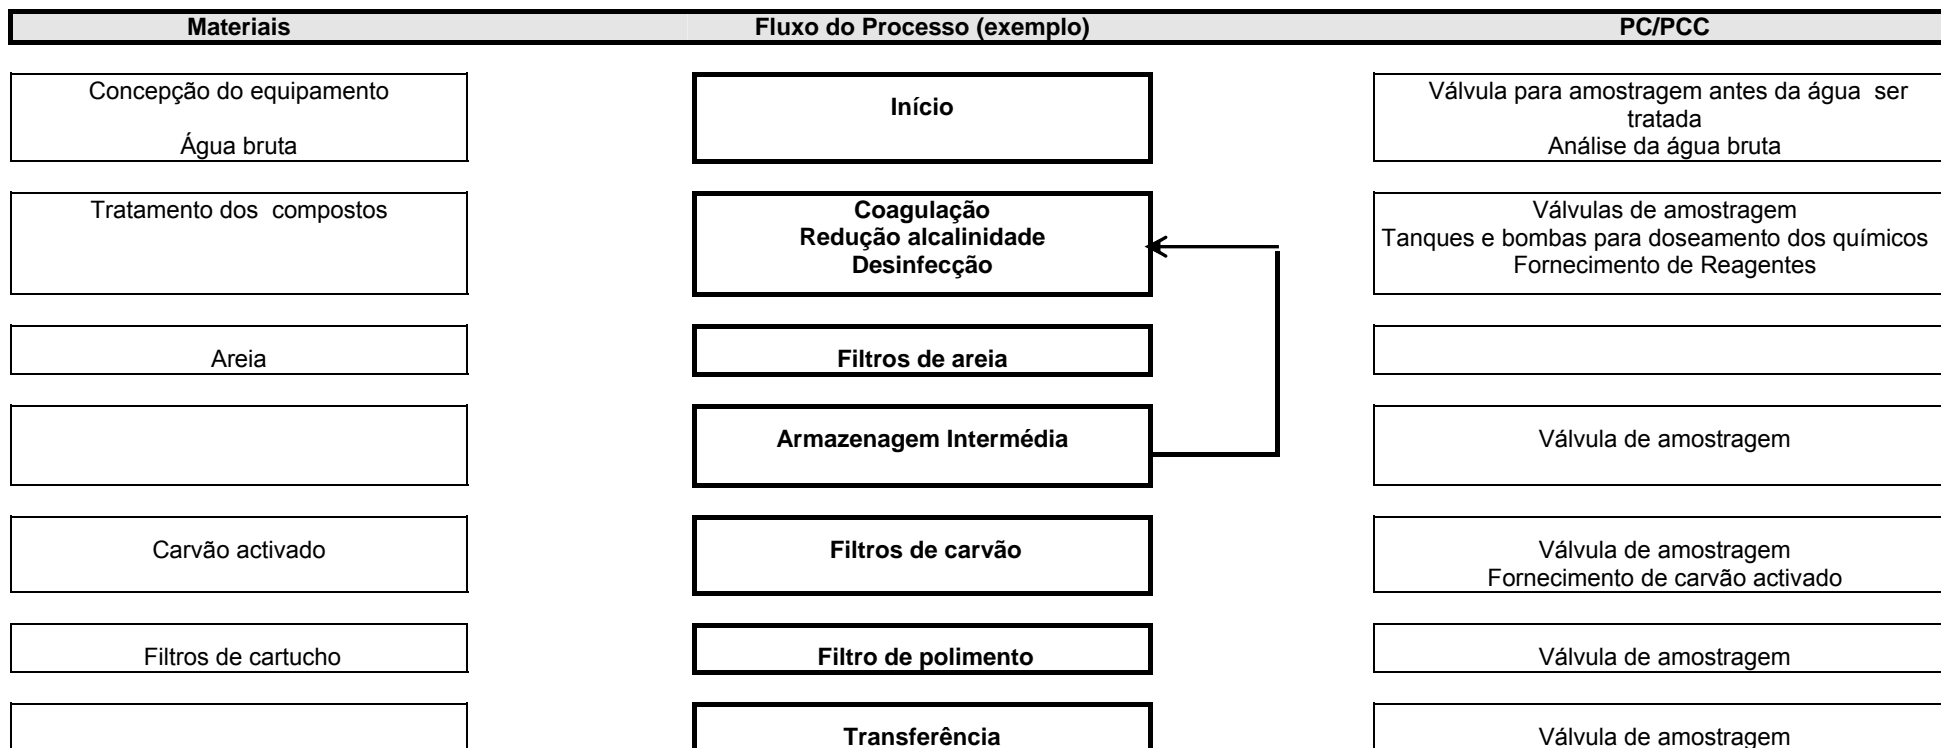 Materiais Fluxo do Processo (exemplo) PC/PCC
Concepção do equipamento
Água bruta
Início
Válvula para amostragem antes da água ser
tratada
Análise da água bruta
Tratamento dos compostos
Coagulação
Redução alcalinidade
Desinfecção
Válvulas de amostragem
Tanques e bombas para doseamento dos químicos
Fornecimento de Reagentes
Areia
Filtros de areia
Armazenagem Intermédia
Válvula de amostragem
Carvão activado
Filtros de carvão
Válvula de amostragem
Fornecimento de carvão activado
Filtros de cartucho
Filtro de polimento
Válvula de amostragem
Transferência
Válvula de amostragem